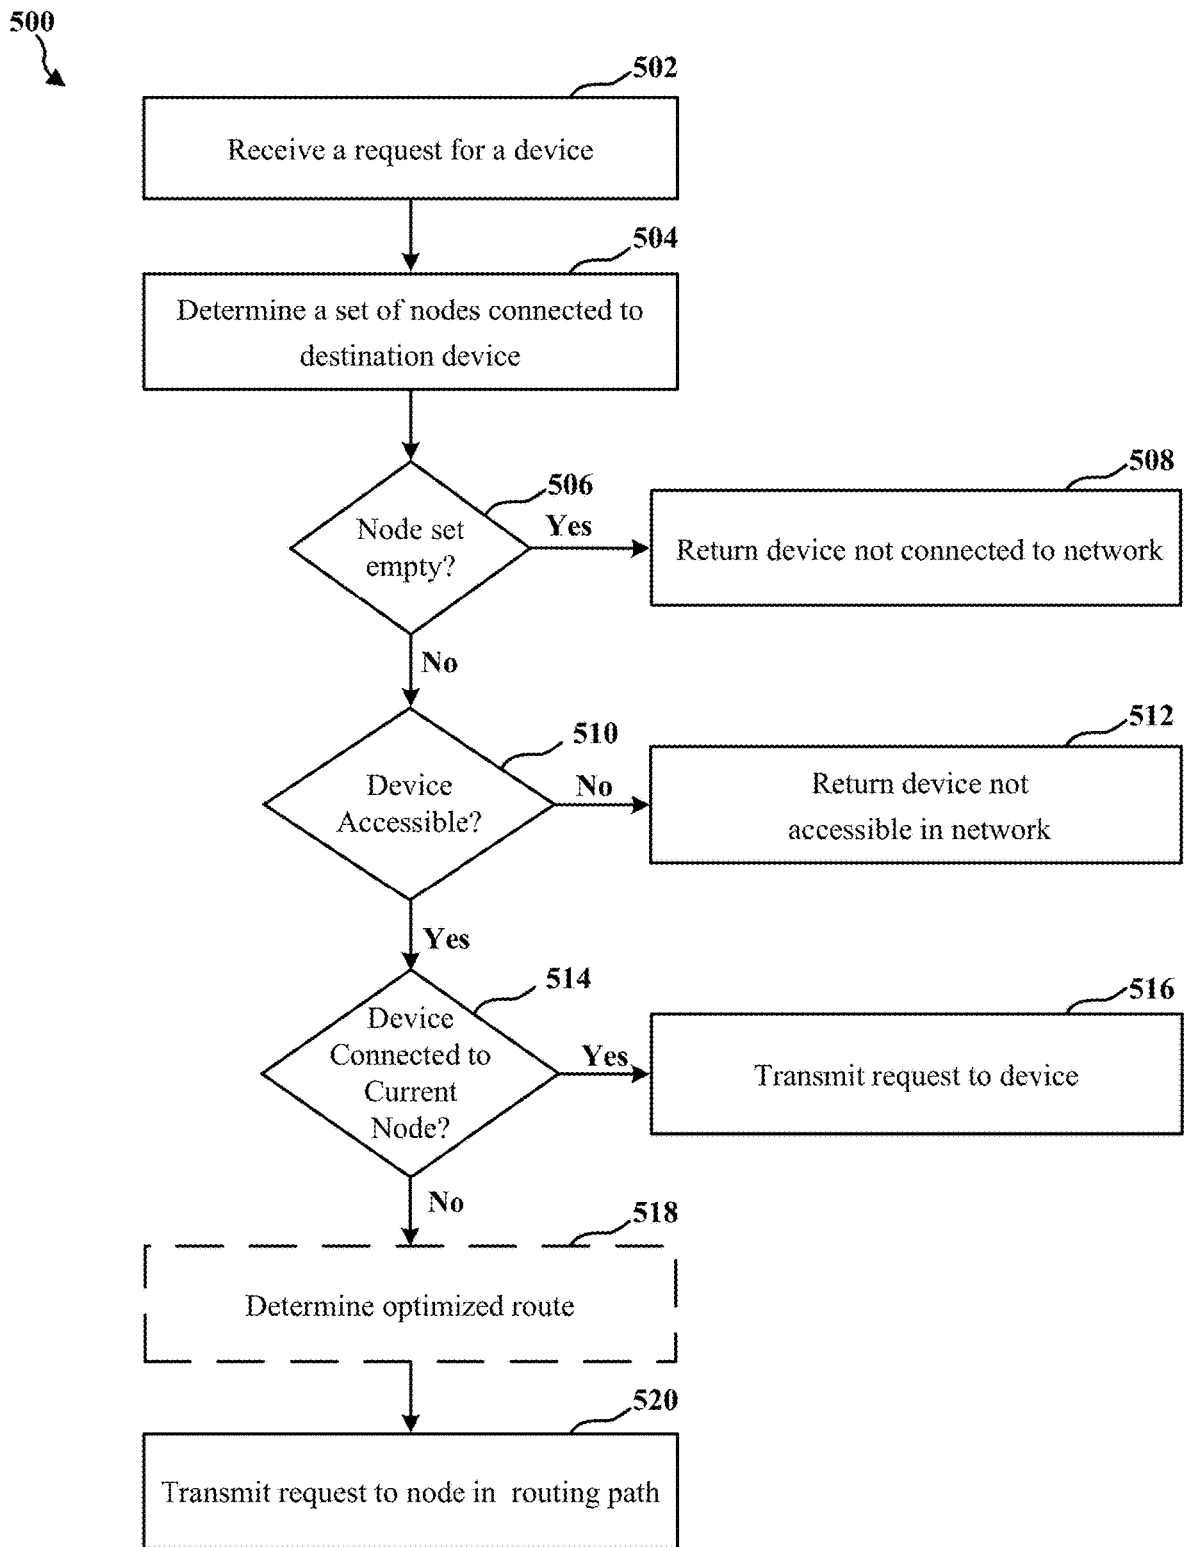 500
502
Receive a request for a device
504
Determine a set of nodes connected to
destination device
506
Node set
empty?
Yes
508
Return device not connected to network
No
510
Device
Accessible?
No
512
Return device not
accessible in network
Yes
514
Device
Connected to
Current
Node?
Yes
516
Transmit request to device
No
518
Determine optimized route
520
Transmit request to node in routing path